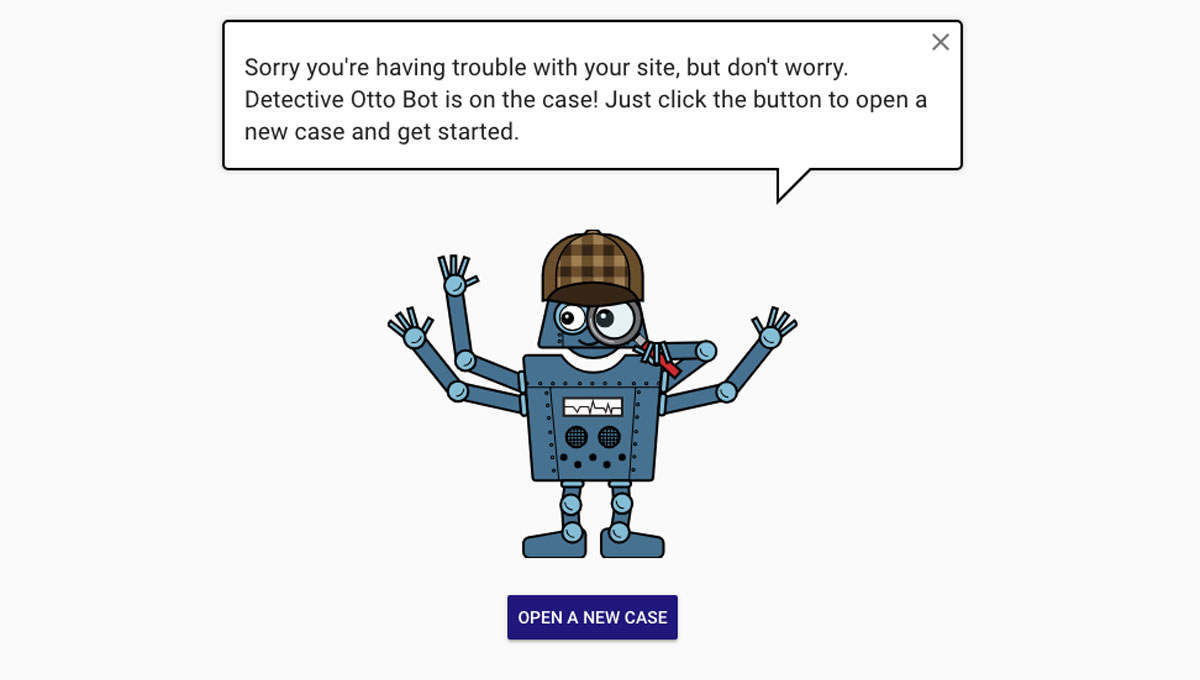 Sorry you're having trouble with your site, but don't worry.
Detective Otto Bot is on the case! Just click the button to open a
new case and get started.
OPEN A NEW CASE